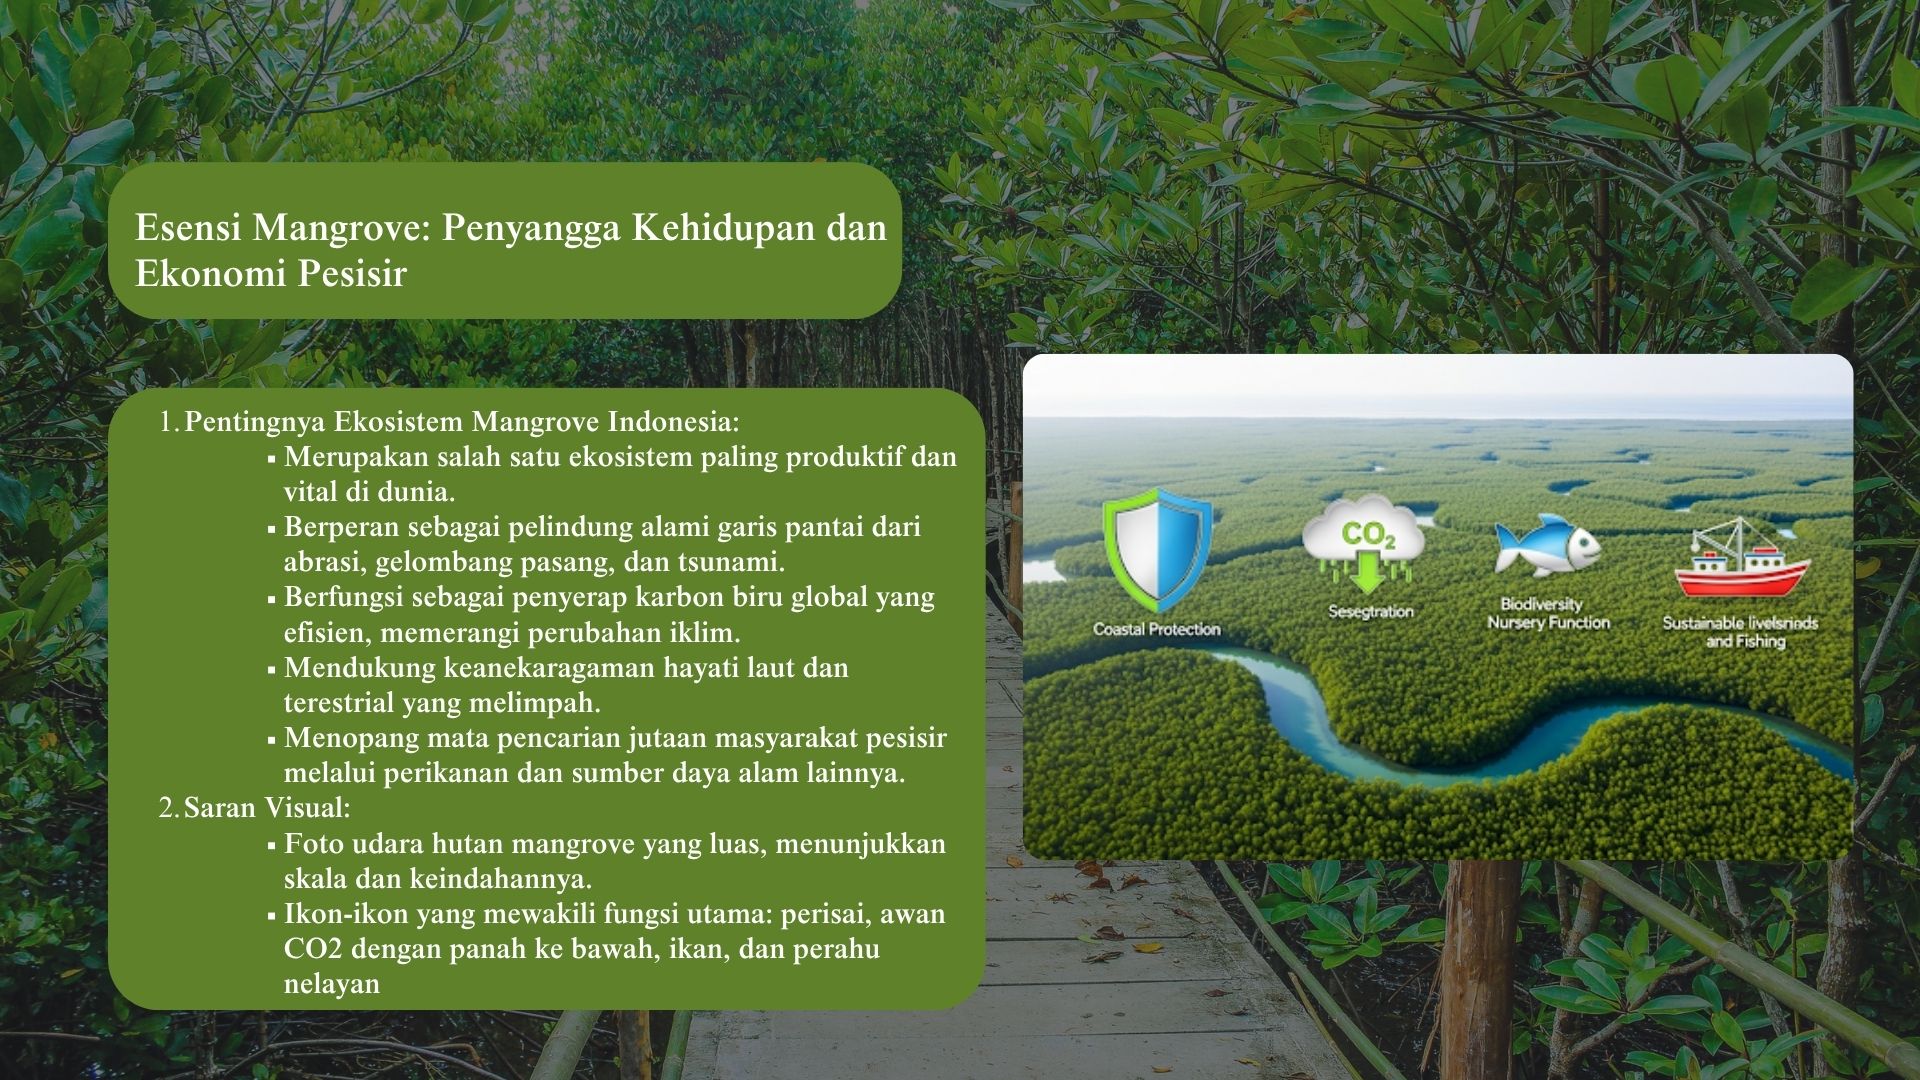 Esensi Mangrove: Penyangga Kehidupan dan
Ekonomi Pesisir
1. Pentingnya Ekosistem Mangrove Indonesia:
▪ Merupakan salah satu ekosistem paling produktif dan
vital di dunia.
▪ Berperan sebagai pelindung alami garis pantai dari
abrasi, gelombang pasang, dan tsunami.
▪ Berfungsi sebagai penyerap karbon biru global yang
efisien, memerangi perubahan iklim.
▪ Mendukung keanekaragaman hayati laut dan
terestrial yang melimpah.
▪ Menopang mata pencarian jutaan masyarakat pesisir
melalui perikanan dan sumber daya alam lainnya.
2. Saran Visual:
▪ Foto udara hutan mangrove yang luas, menunjukkan
skala dan keindahannya.
▪ Ikon-ikon yang mewakili fungsi utama: perisai, awan
CO2 dengan panah ke bawah, ikan, dan perahu
nelayan
Coastal Protection
CO₂
Sesegtration
Biodiversity
Nursery Function
Sustainable livelsrinds
and Fishing